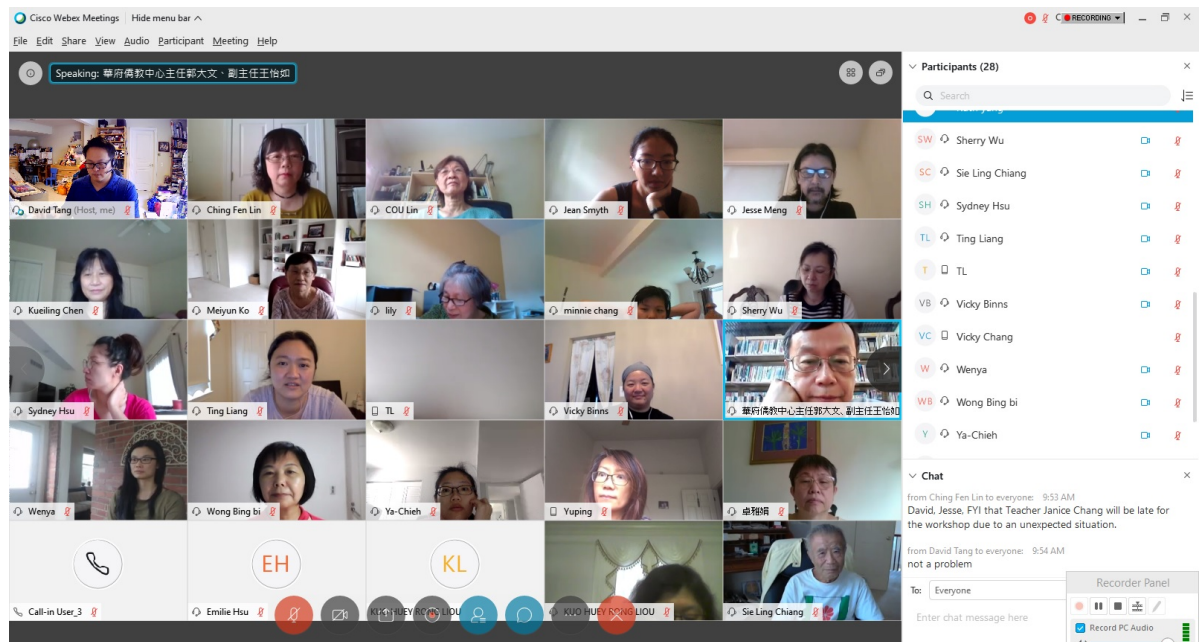 Cisco Webex Meetings Hide menu bar
RECORDING
File Edit Share View Audio Participant Meeting Help
Speaking: 華府僑教中心主任郭大文、副主任王怡如
David Tang (Host, me)
Ching Fen Lin
COU Lin
Jean Smyth
Jesse Meng
Kueiling Chen
Meiyun Ko
lily
minnie chang
Sherry Wu
Sydney Hsu
Ting Liang
TL
Vicky Binns
華府僑教中心主任郭大文、副主任王怡如
Wenya
Wong Bing bi
Ya-Chieh
Yuping
卓雅娟
EH
KL
Call-in User_3
Emilie Hsu
KUO HUEY RONG LIOU
Sie Ling Chiang
Participants (28)
Search
SW Sherry Wu
SC Sie Ling Chiang
SH Sydney Hsu
TL Ting Liang
T TL
VB Vicky Binns
VC Vicky Chang
W Wenya
WB Wong Bing bi
Y Ya-Chieh
Chat
from Ching Fen Lin to everyone: 9:53 AM
David, Jesse, FYI that Teacher Janice Chang will be late for
the workshop due to an unexpected situation.
from David Tang to everyone: 9:54 AM
not a problem
To: Everyone
Enter chat message here
Recorder Panel
Record PC Audio